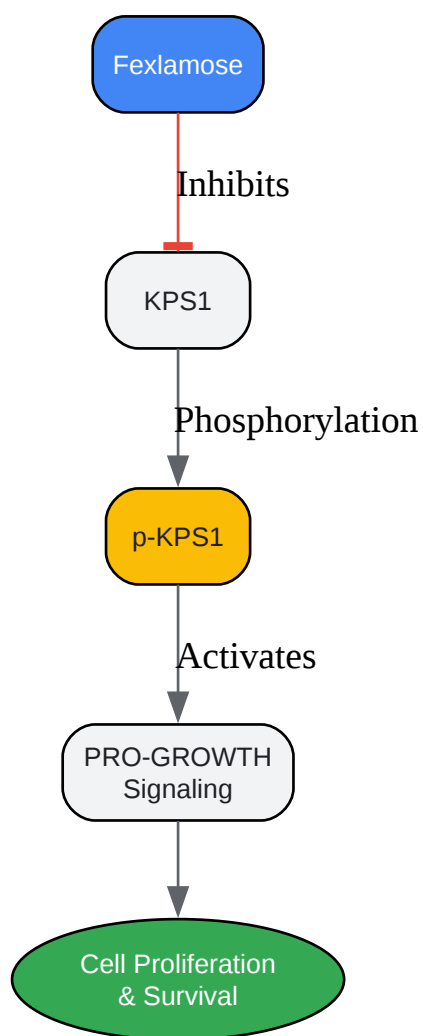 Fexlamose
Inhibits
KPS1
Phosphorylation
p-KPS1
Activates
PRO-GROWTH
Signaling
Cell Proliferation
& Survival